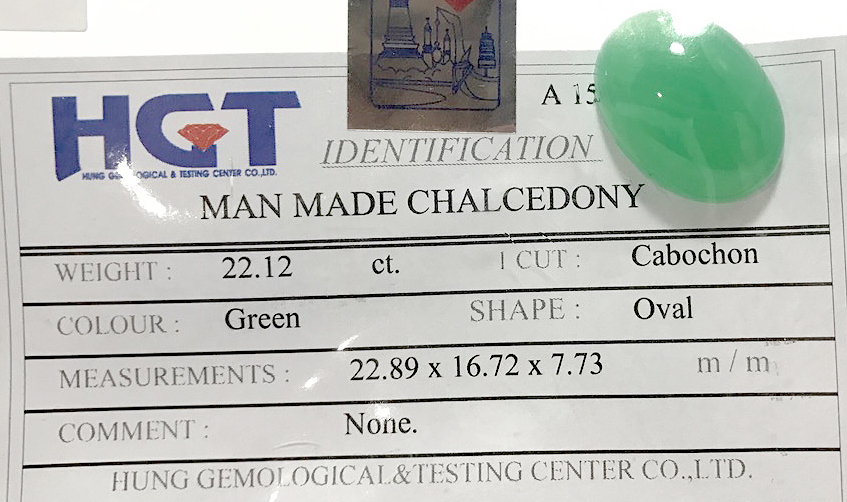 A 15
HGT
HUNG GEMOLOGICAL & TESTING CENTER CO.,LTD.
IDENTIFICATION
MAN MADE CHALCEDONY
WEIGHT : 22.12 ct. CUT : Cabochon
COLOUR : Green SHAPE : Oval
MEASUREMENTS : 22.89 x 16.72 x 7.73 m / m
COMMENT : None.
HUNG GEMOLOGICAL&TESTING CENTER CO.,LTD.